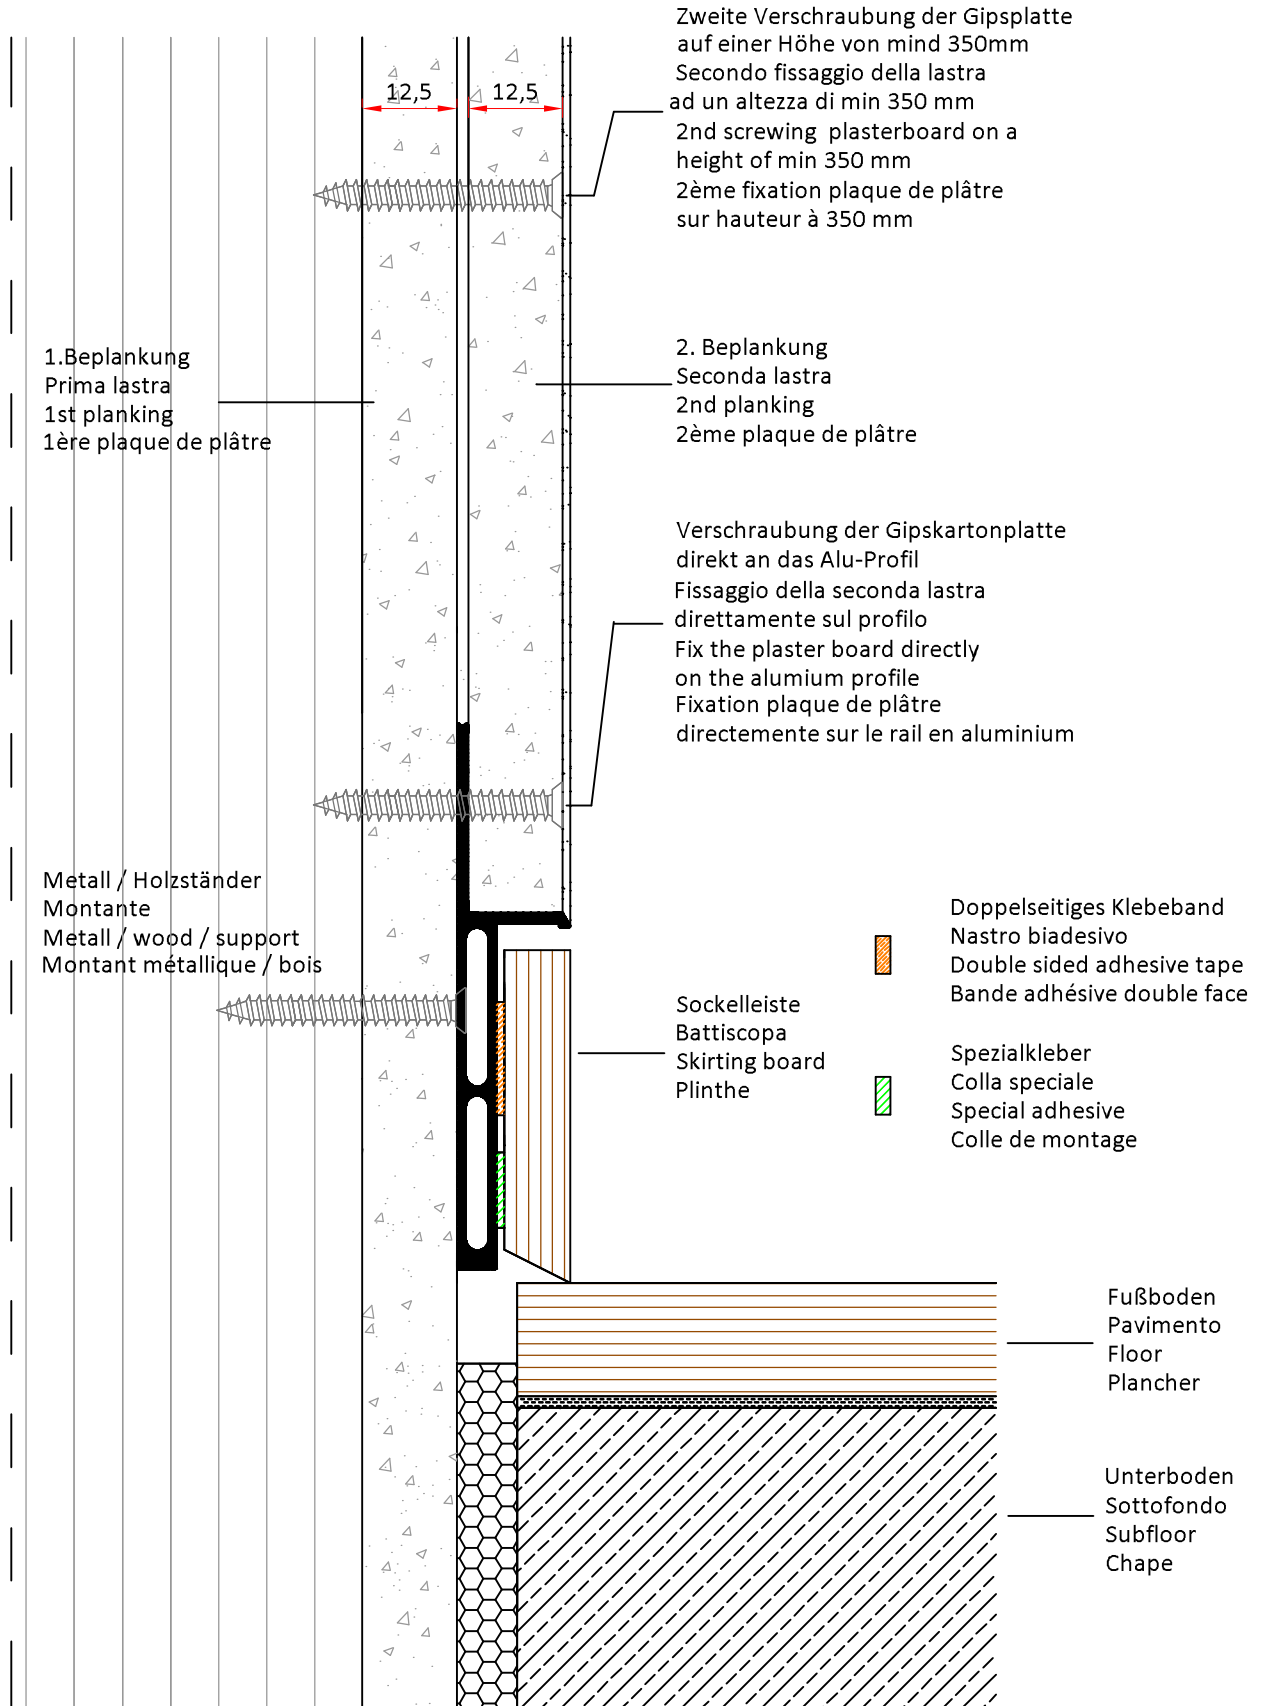 Zweite Verschraubung der Gipsplatte
auf einer Höhe von mind 350mm
Secondo fissaggio della lastra
ad un altezza di min 350 mm
2nd screwing plasterboard on a
height of min 350 mm
2ème fixation plaque de plâtre
sur hauteur à 350 mm
12,5
12,5
1.Beplankung
Prima lastra
1st planking
1ère plaque de plâtre
2. Beplankung
Seconda lastra
2nd planking
2ème plaque de plâtre
Verschraubung der Gipskartonplatte
direkt an das Alu-Profil
Fissaggio della seconda lastra
direttamente sul profilo
Fix the plaster board directly
on the alumium profile
Fixation plaque de plâtre
directemente sur le rail en aluminium
Metall / Holzständer
Montante
Metall / wood / support
Montant métallique / bois
Doppelseitiges Klebeband
Nastro biadesivo
Double sided adhesive tape
Bande adhésive double face
Sockelleiste
Battiscopa
Skirting board
Plinthe
Spezialkleber
Colla speciale
Special adhesive
Colle de montage
Fußboden
Pavimento
Floor
Plancher
Unterboden
Sottofondo
Subfloor
Chape